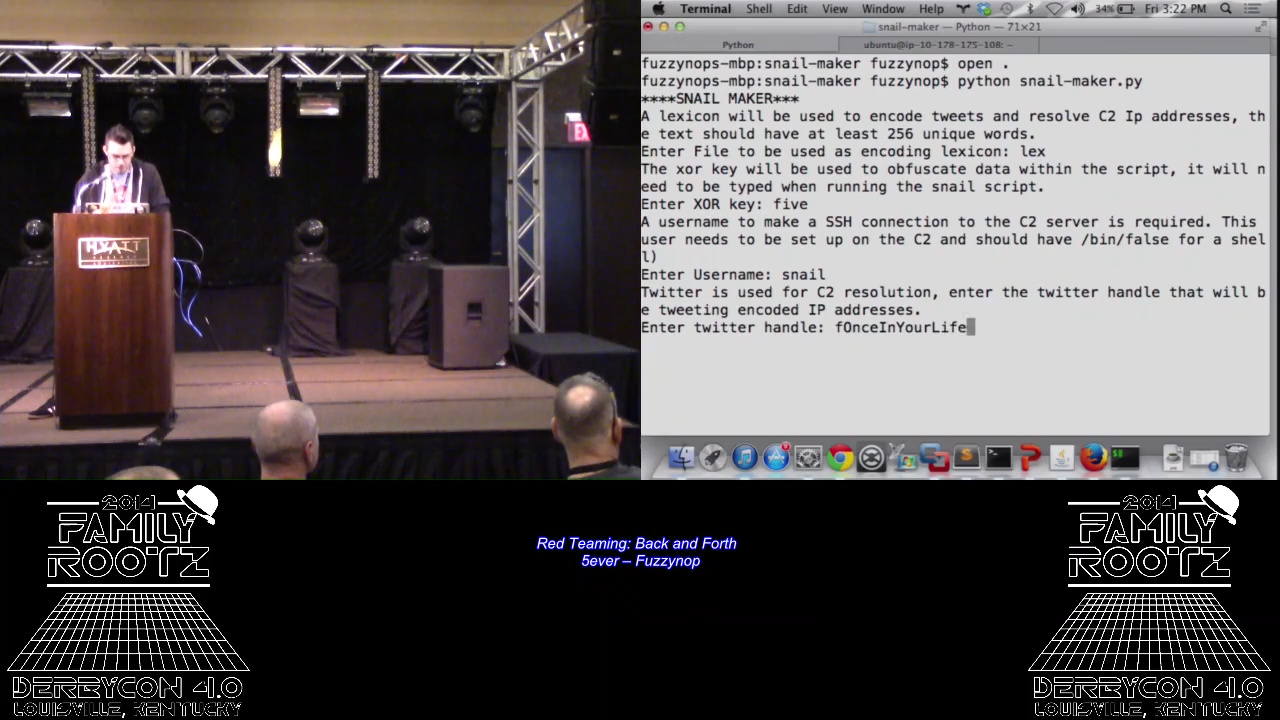 Terminal Shell Edit View Window Help 34% Fri 3:22 PM
snail-maker — Python — 71×21
Python ubuntu@ip-10-178-175-108: ~
fuzzynops-mbp:snail-maker fuzzynop$ open .
fuzzynops-mbp:snail-maker fuzzynop$ python snail-maker.py
****SNAIL MAKER***
A lexicon will be used to encode tweets and resolve C2 Ip addresses, th
e text should have at least 256 unique words.
Enter File to be used as encoding lexicon: lex
The xor key will be used to obfuscate data within the script, it will n
eed to be typed when running the snail script.
Enter XOR key: five
A username to make a SSH connection to the C2 server is required. This
user needs to be set up on the C2 and should have /bin/false for a shel
l)
Enter Username: snail
Twitter is used for C2 resolution, enter the twitter handle that will b
e tweeting encoded IP addresses.
Enter twitter handle: fOnceInYourLife
HYATT
2014
FAMILY
ROOTZ
DERBYCON 4.0
LOUISVILLE, KENTUCKY
Red Teaming: Back and Forth
5ever – Fuzzynop
2014
FAMILY
ROOTZ
DERBYCON 4.0
LOUISVILLE, KENTUCKY